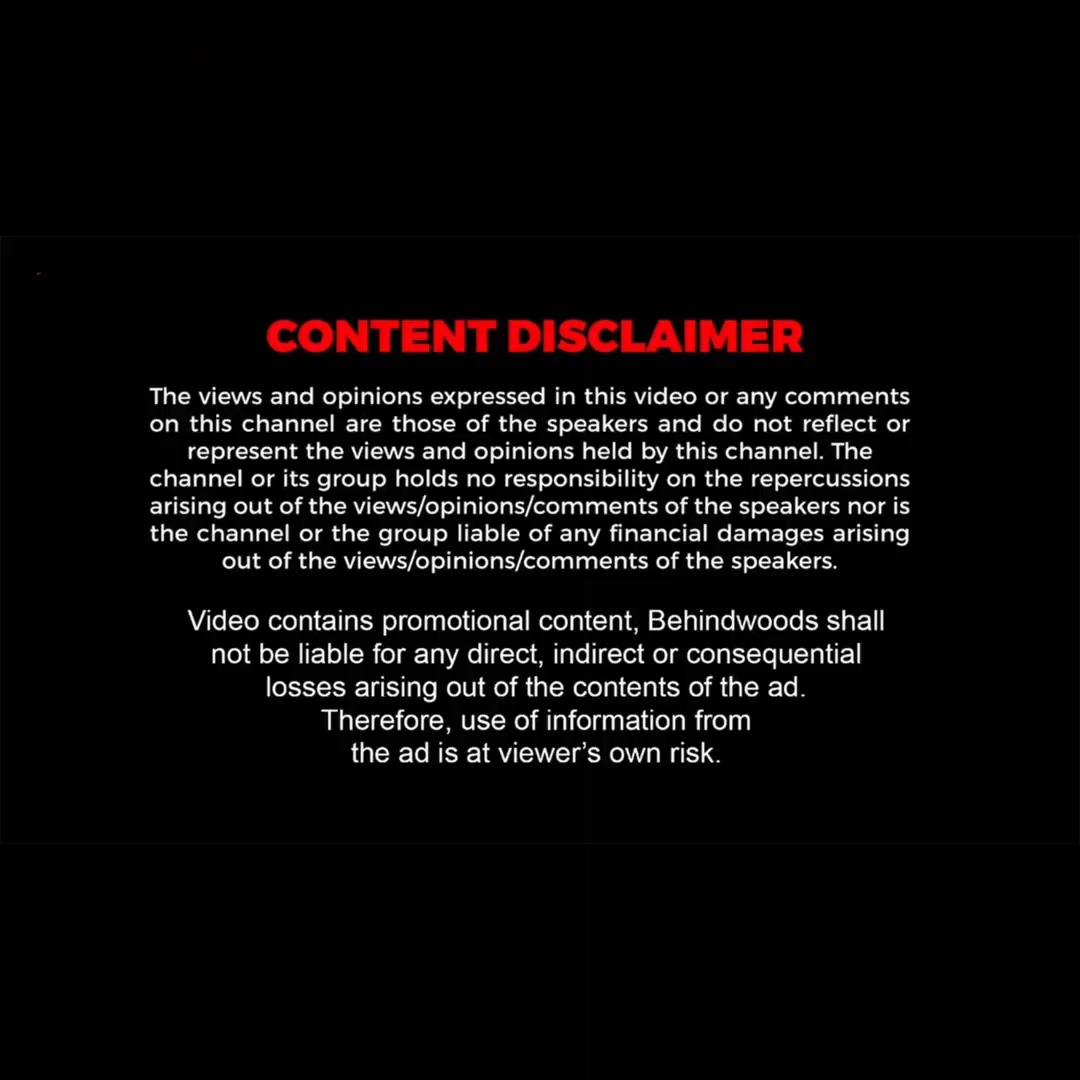 CONTENT DISCLAIMER
The views and opinions expressed in this video or any comments
on this channel are those of the speakers and do not reflect or
represent the views and opinions held by this channel. The
channel or its group holds no responsibility on the repercussions
arising out of the views/opinions/comments of the speakers nor is
the channel or the group liable of any financial damages arising
out of the views/opinions/comments of the speakers.
Video contains promotional content, Behindwoods shall
not be liable for any direct, indirect or consequential
losses arising out of the contents of the ad.
Therefore, use of information from
the ad is at viewer’s own risk.